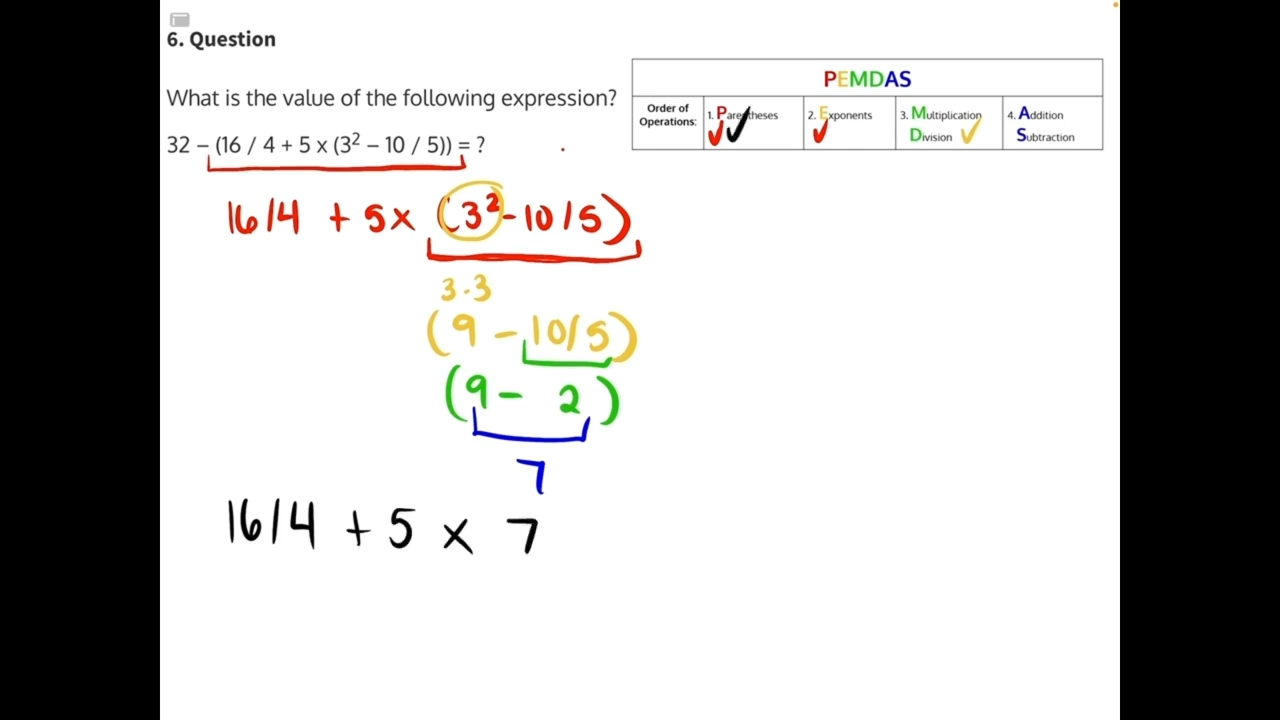 6. Question
What is the value of the following expression?
32 – (16 / 4 + 5 x (3² – 10 / 5)) = ?
PEMDAS
Order of Operations:
1. Parentheses
2. Exponents
3. Multiplication
Division
4. Addition
Subtraction
16/4 + 5x (3²-10/5)
3·3
(9 - 10/5)
(9 - 2)
7
16/4 + 5 x 7